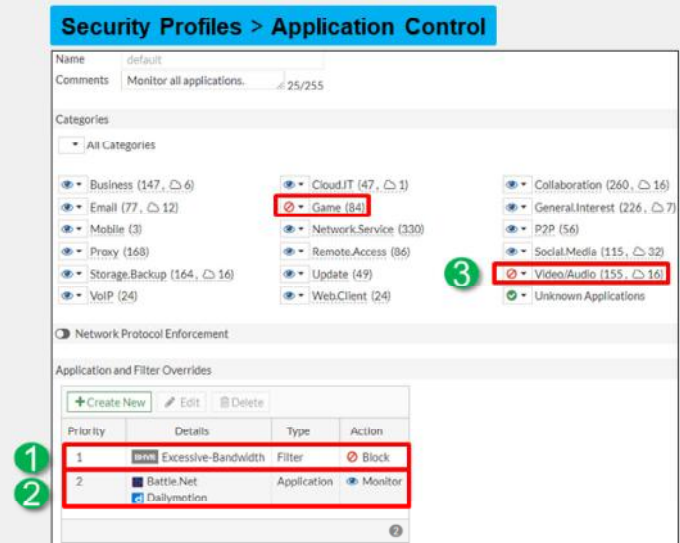 Security Profiles > Application Control
Name default
Comments Monitor all applications. 25/255
Categories
All Categories
Business (147, 6) Cloud.IT (47, 1) Collaboration (260, 16)
Email (77, 12) Game (84) General.Interest (226, 7)
Mobile (3) Network.Service (330) P2P (56)
Proxy (168) Remote.Access (86) Social.Media (115, 32)
Storage.Backup (164, 16) Update (49) 3 Video/Audio (155, 16)
VoIP (24) Web.Client (24) Unknown Applications
Network Protocol Enforcement
Application and Filter Overrides
+ Create New Edit Delete
Priority Details Type Action
1 1 BHVR Excessive-Bandwidth Filter Block
2 2 Battle.Net Application Monitor
Dailymotion
2